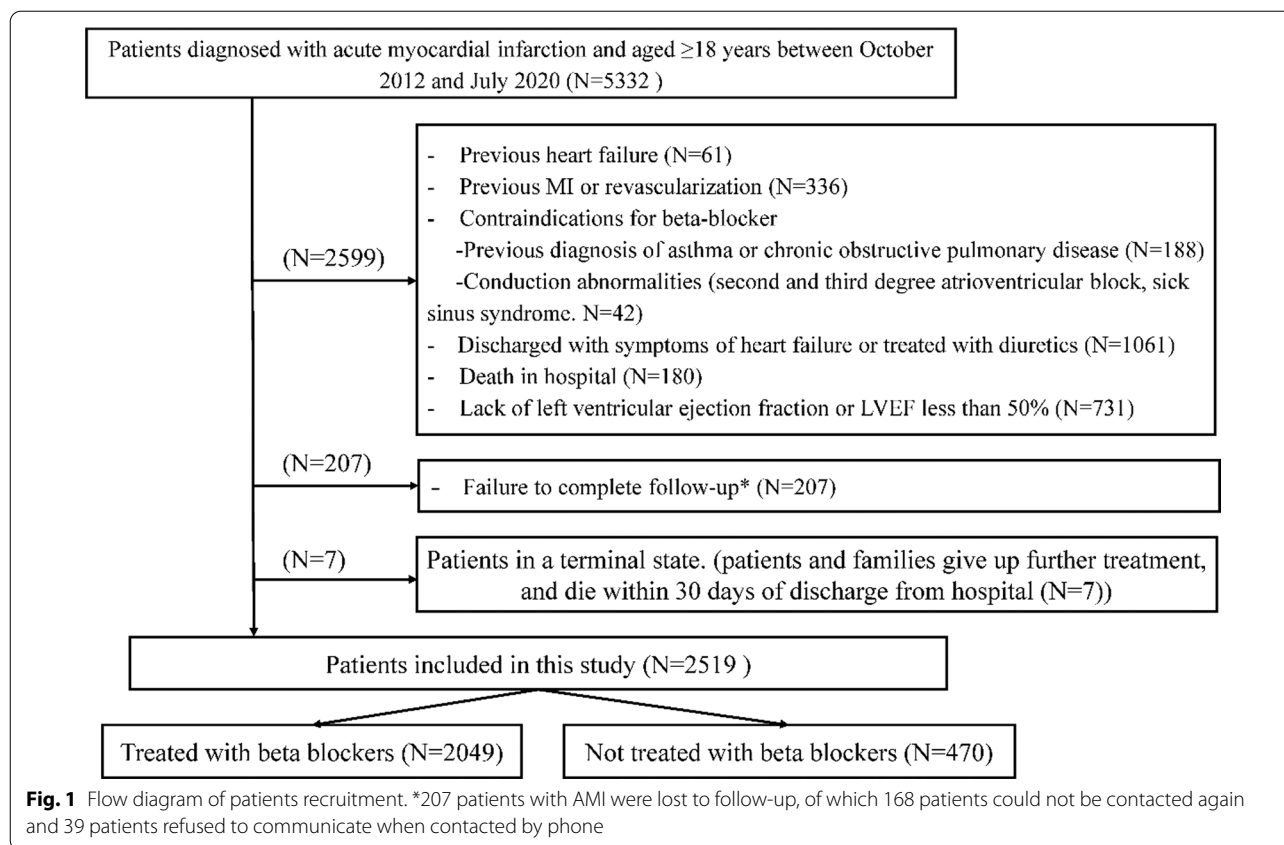 Patients diagnosed with acute myocardial infarction and aged ≥18 years between October
2012 and July 2020 (N=5332 )
(N=2599)
- Previous heart failure (N=61)
- Previous MI or revascularization (N=336)
- Contraindications for beta-blocker
-Previous diagnosis of asthma or chronic obstructive pulmonary disease (N=188)
-Conduction abnormalities (second and third degree atrioventricular block, sick
sinus syndrome. N=42)
- Discharged with symptoms of heart failure or treated with diuretics (N=1061)
- Death in hospital (N=180)
- Lack of left ventricular ejection fraction or LVEF less than 50% (N=731)
(N=207)
- Failure to complete follow-up* (N=207)
(N=7)
Patients in a terminal state. (patients and families give up further treatment,
and die within 30 days of discharge from hospital (N=7))
Patients included in this study (N=2519 )
Treated with beta blockers (N=2049)
Not treated with beta blockers (N=470)
Fig. 1 Flow diagram of patients recruitment. *207 patients with AMI were lost to follow-up, of which 168 patients could not be contacted again
and 39 patients refused to communicate when contacted by phone